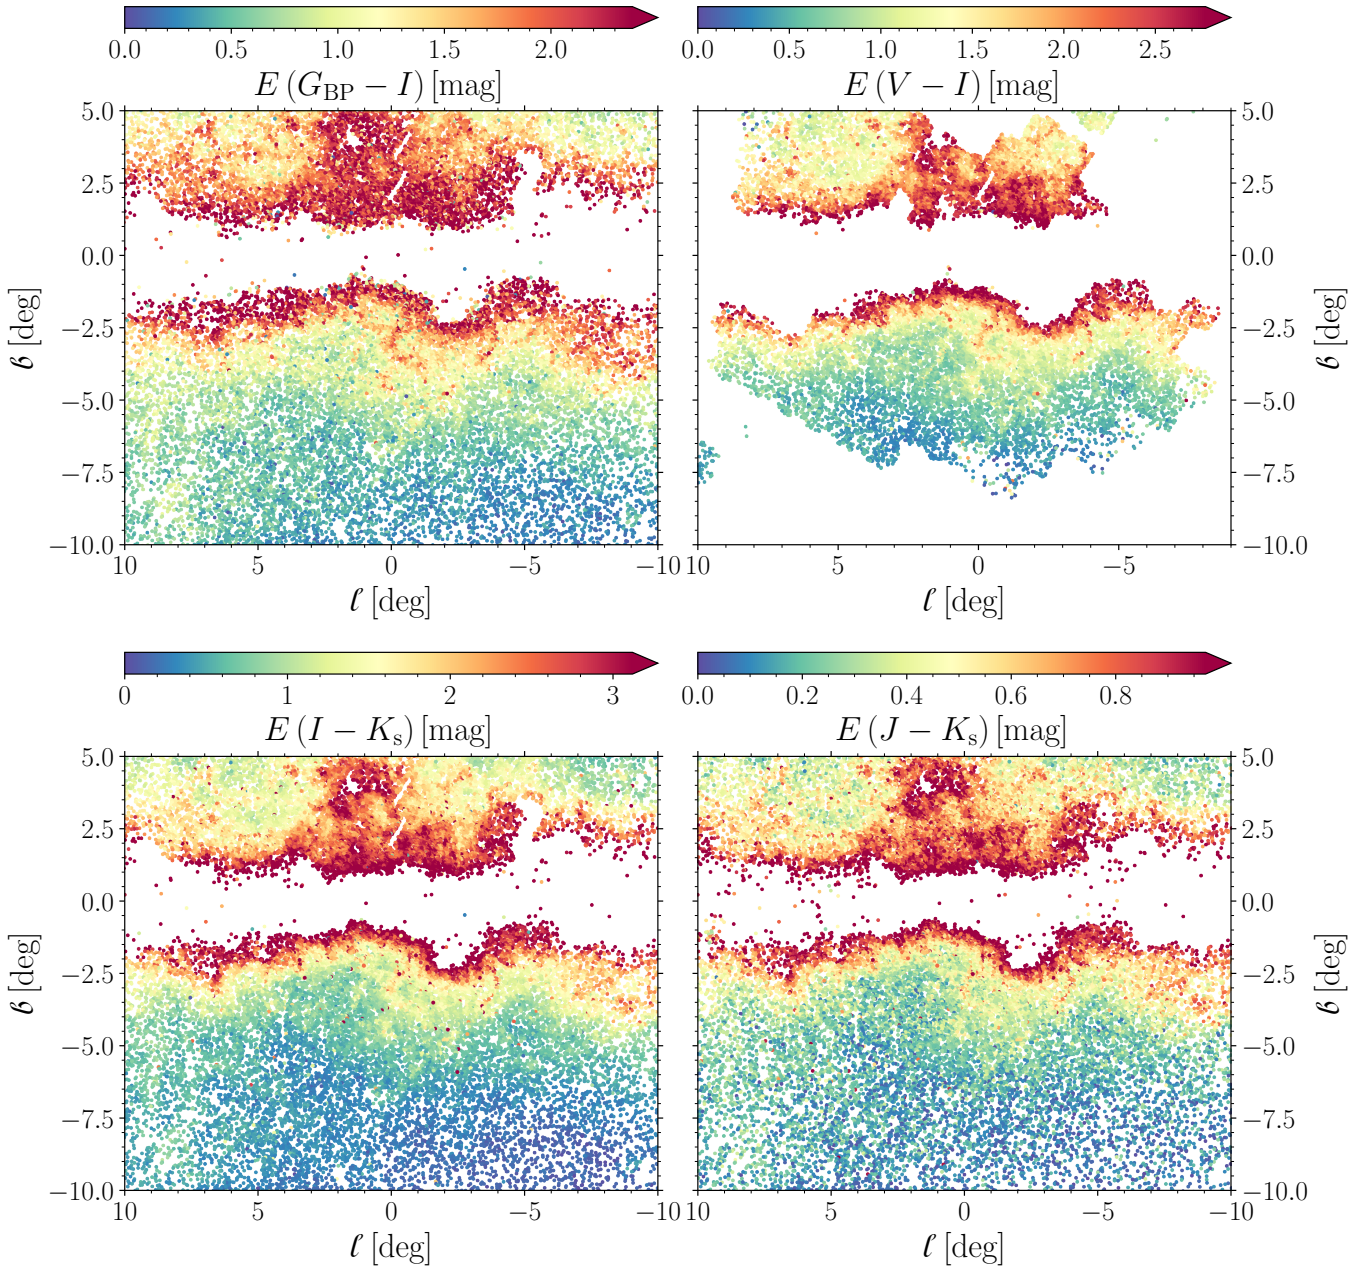 0.0 0.5 1.0 1.5 2.0
E (G_BP − I) [mag]
0.0 0.5 1.0 1.5 2.0 2.5
E (V − I) [mag]
5.0
2.5
0.0
−2.5
−5.0
−7.5
−10.0
b [deg]
10 5 0 −5 −10
ℓ [deg]
5.0
2.5
0.0
−2.5
−5.0
−7.5
−10.0
b [deg]
10 5 0 −5
ℓ [deg]
0 1 2 3
E (I − K_s) [mag]
0.0 0.2 0.4 0.6 0.8
E (J − K_s) [mag]
5.0
2.5
0.0
−2.5
−5.0
−7.5
−10.0
b [deg]
10 5 0 −5 −10
ℓ [deg]
5.0
2.5
0.0
−2.5
−5.0
−7.5
−10.0
b [deg]
10 5 0 −5 −10
ℓ [deg]